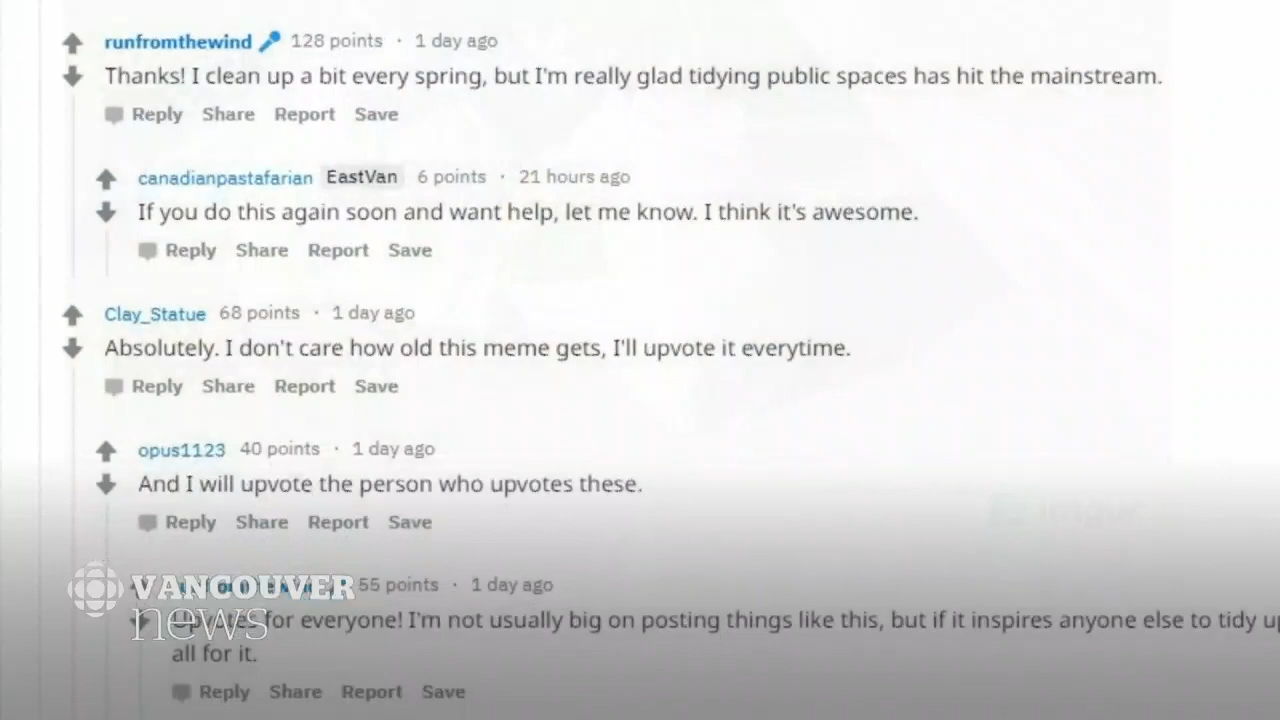 runfromthewind 128 points · 1 day ago
Thanks! I clean up a bit every spring, but I'm really glad tidying public spaces has hit the mainstream.
Reply Share Report Save
canadianpastafarian EastVan 6 points · 21 hours ago
If you do this again soon and want help, let me know. I think it's awesome.
Reply Share Report Save
Clay_Statue 68 points · 1 day ago
Absolutely. I don't care how old this meme gets, I'll upvote it everytime.
Reply Share Report Save
opus1123 40 points · 1 day ago
And I will upvote the person who upvotes these.
Reply Share Report Save
55 points · 1 day ago
for everyone! I'm not usually big on posting things like this, but if it inspires anyone else to tidy
all for it.
Reply Share Report Save
VANCOUVER
news